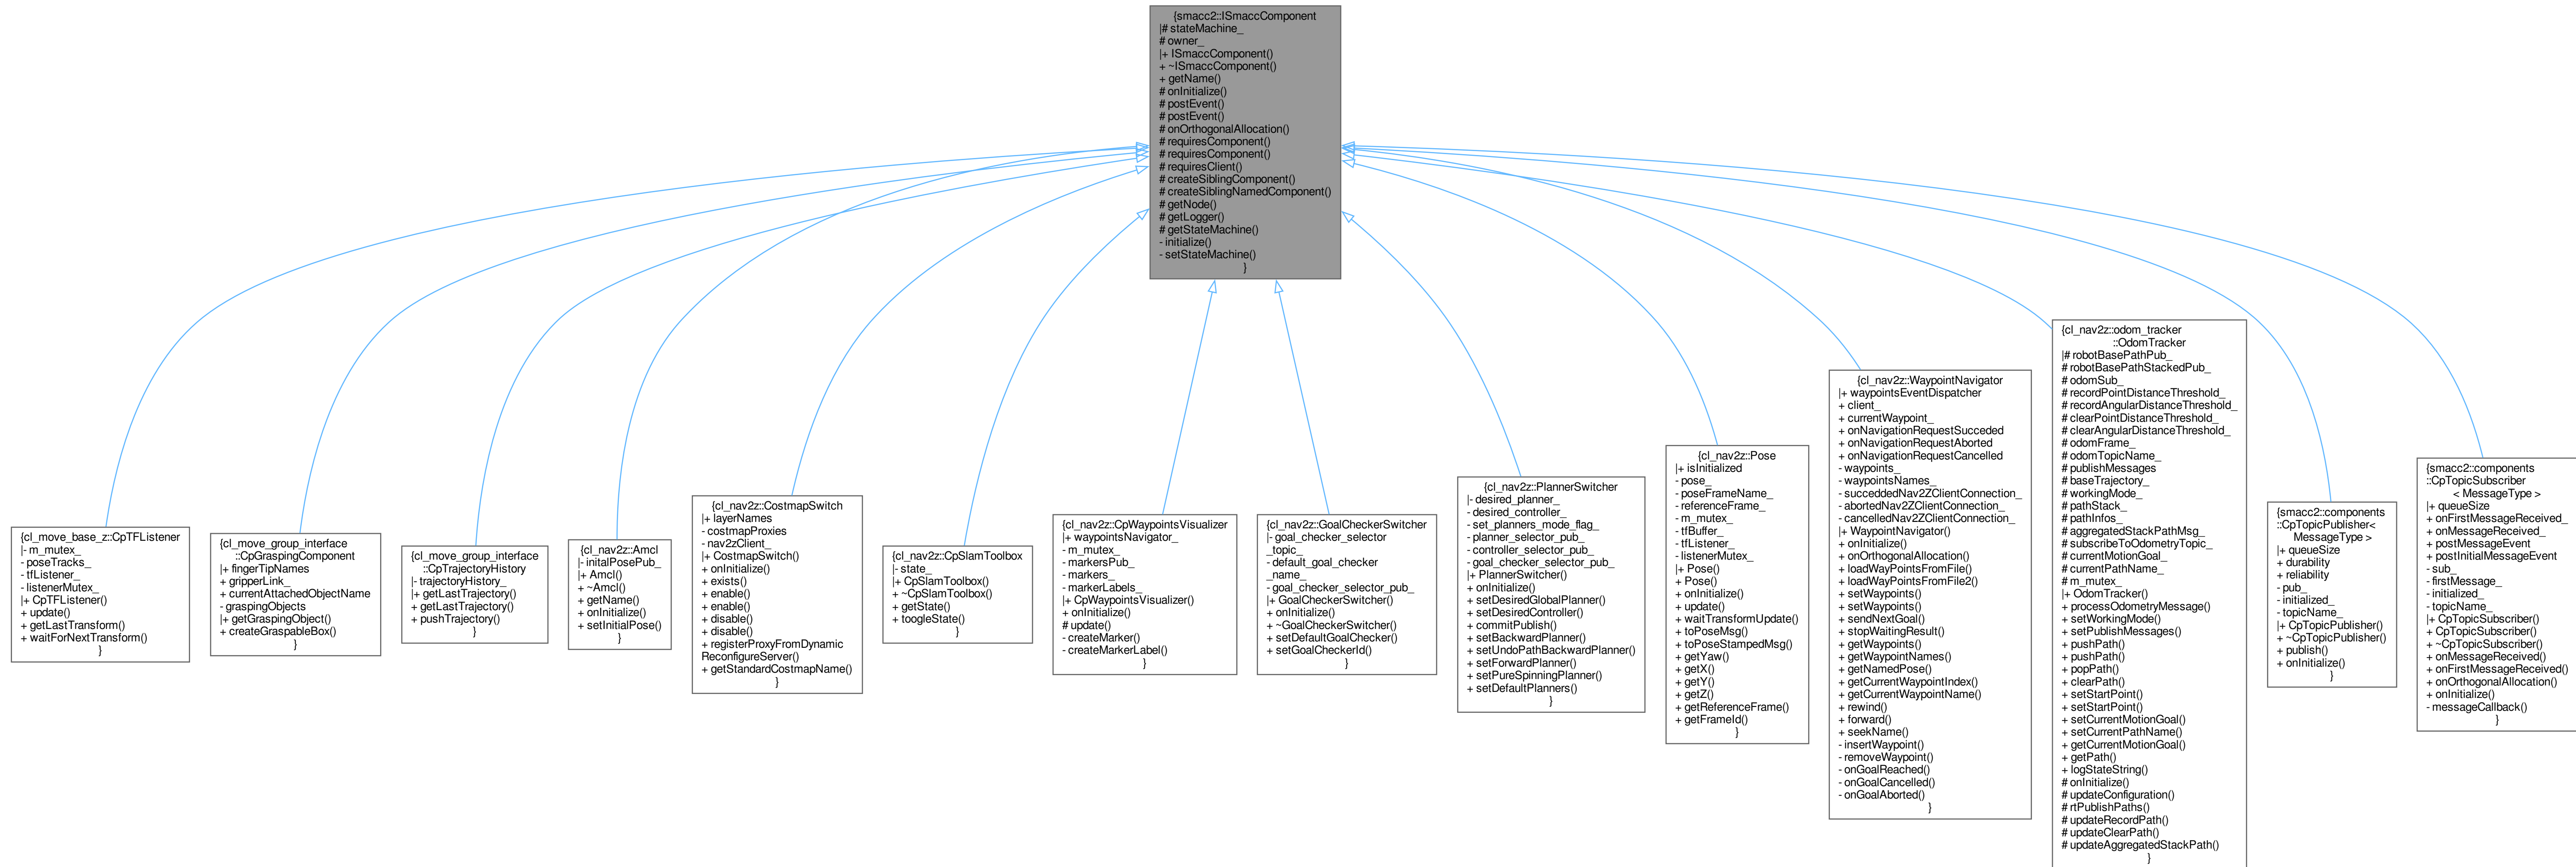 {smacc2::ISmaccComponent
|# stateMachine_
# owner_
|+ ISmaccComponent()
+ ~ISmaccComponent()
+ getName()
# onInitialize()
# postEvent()
# postEvent()
# onOrthogonalAllocation()
# requiresComponent()
# requiresComponent()
# requiresClient()
# createSiblingComponent()
# createSiblingNamedComponent()
# getNode()
# getLogger()
# getStateMachine()
- initialize()
- setStateMachine()
}
{cl_move_base_z::CpTFListener
|- m_mutex_
- poseTracks_
- tfListener_
- listenerMutex_
|+ CpTFListener()
+ update()
+ getLastTransform()
+ waitForNextTransform()
}
{cl_move_group_interface
::CpGraspingComponent
|+ fingerTipNames
+ gripperLink_
+ currentAttachedObjectName
- graspingObjects
|+ getGraspingObject()
+ createGraspableBox()
}
{cl_move_group_interface
::CpTrajectoryHistory
|- trajectoryHistory_
|+ getLastTrajectory()
+ getLastTrajectory()
+ pushTrajectory()
}
{cl_nav2z::Amcl
|- initalPosePub_
|+ Amcl()
+ ~Amcl()
+ getName()
+ onInitialize()
+ setInitialPose()
}
{cl_nav2z::CostmapSwitch
|+ layerNames
- costmapProxies
- nav2zClient_
|+ CostmapSwitch()
+ onInitialize()
+ exists()
+ enable()
+ enable()
+ disable()
+ disable()
+ registerProxyFromDynamic
ReconfigureServer()
+ getStandardCostmapName()
}
{cl_nav2z::CpSlamToolbox
|- state_
|+ CpSlamToolbox()
+ ~CpSlamToolbox()
+ getState()
+ toogleState()
}
{cl_nav2z::CpWaypointsVisualizer
|+ waypointsNavigator_
- m_mutex_
- markersPub_
- markers_
- markerLabels_
|+ CpWaypointsVisualizer()
+ onInitialize()
# update()
- createMarker()
- createMarkerLabel()
}
{cl_nav2z::GoalCheckerSwitcher
|- goal_checker_selector
_topic_
- default_goal_checker
_name_
- goal_checker_selector_pub_
|+ GoalCheckerSwitcher()
+ onInitialize()
+ ~GoalCheckerSwitcher()
+ setDefaultGoalChecker()
+ setGoalCheckerId()
}
{cl_nav2z::PlannerSwitcher
|- desired_planner_
- desired_controller_
- set_planners_mode_flag_
- planner_selector_pub_
- controller_selector_pub_
- goal_checker_selector_pub_
|+ PlannerSwitcher()
+ onInitialize()
+ setDesiredGlobalPlanner()
+ setDesiredController()
+ commitPublish()
+ setBackwardPlanner()
+ setUndoPathBackwardPlanner()
+ setForwardPlanner()
+ setPureSpinningPlanner()
+ setDefaultPlanners()
}
{cl_nav2z::Pose
|+ isInitialized
- pose_
- poseFrameName_
- referenceFrame_
- m_mutex_
- tfBuffer_
- tfListener_
- listenerMutex_
|+ Pose()
+ Pose()
+ onInitialize()
+ update()
+ waitTransformUpdate()
+ toPoseMsg()
+ toPoseStampedMsg()
+ getYaw()
+ getX()
+ getY()
+ getZ()
+ getReferenceFrame()
+ getFrameId()
}
{cl_nav2z::WaypointNavigator
|+ waypointsEventDispatcher
+ client_
+ currentWaypoint_
+ onNavigationRequestSucceded
+ onNavigationRequestAborted
+ onNavigationRequestCancelled
- waypoints_
- waypointsNames_
- succeddedNav2ZClientConnection_
- abortedNav2ZClientConnection_
- cancelledNav2ZClientConnection_
|+ WaypointNavigator()
+ onInitialize()
+ onOrthogonalAllocation()
+ loadWayPointsFromFile()
+ loadWayPointsFromFile2()
+ setWaypoints()
+ setWaypoints()
+ sendNextGoal()
+ stopWaitingResult()
+ getWaypoints()
+ getWaypointNames()
+ getNamedPose()
+ getCurrentWaypointIndex()
+ getCurrentWaypointName()
+ rewind()
+ forward()
+ seekName()
- insertWaypoint()
- removeWaypoint()
- onGoalReached()
- onGoalCancelled()
- onGoalAborted()
}
{cl_nav2z::odom_tracker
::OdomTracker
|# robotBasePathPub_
# robotBasePathStackedPub_
# odomSub_
# recordPointDistanceThreshold_
# recordAngularDistanceThreshold_
# clearPointDistanceThreshold_
# clearAngularDistanceThreshold_
# odomFrame_
# odomTopicName_
# publishMessages
# baseTrajectory_
# workingMode_
# pathStack_
# pathInfos_
# aggregatedStackPathMsg_
# subscribeToOdometryTopic_
# currentMotionGoal_
# currentPathName_
# m_mutex_
|+ OdomTracker()
+ processOdometryMessage()
+ setWorkingMode()
+ setPublishMessages()
+ pushPath()
+ pushPath()
+ popPath()
+ clearPath()
+ setStartPoint()
+ setStartPoint()
+ setCurrentMotionGoal()
+ setCurrentPathName()
+ getCurrentMotionGoal()
+ getPath()
+ logStateString()
# onInitialize()
# updateConfiguration()
# rtPublishPaths()
# updateRecordPath()
# updateClearPath()
# updateAggregatedStackPath()
}
{smacc2::components
::CpTopicPublisher<
MessageType >
|+ queueSize
+ durability
+ reliability
- pub_
- initialized_
- topicName_
|+ CpTopicPublisher()
+ ~CpTopicPublisher()
+ publish()
+ onInitialize()
}
{smacc2::components
::CpTopicSubscriber
< MessageType >
|+ queueSize
+ onFirstMessageReceived_
+ onMessageReceived_
+ postMessageEvent
+ postInitialMessageEvent
- sub_
- firstMessage_
- initialized_
- topicName_
|+ CpTopicSubscriber()
+ CpTopicSubscriber()
+ ~CpTopicSubscriber()
+ onMessageReceived()
+ onFirstMessageReceived()
+ onOrthogonalAllocation()
+ onInitialize()
- messageCallback()
}